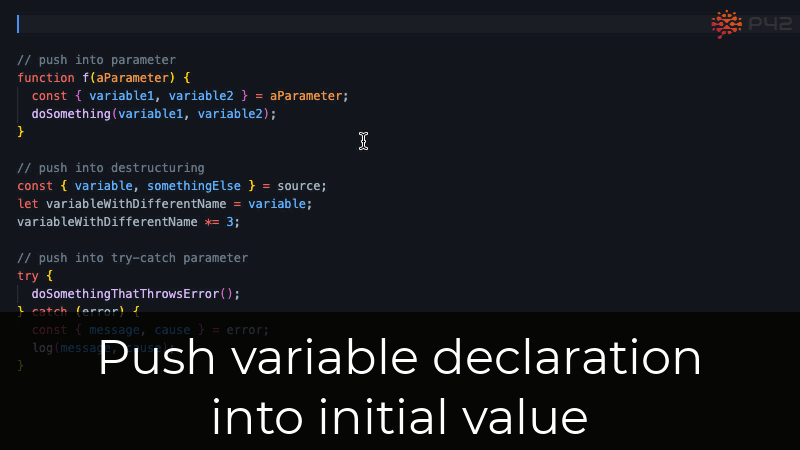 P42
// push into parameter
function f(aParameter) {
const { variable1, variable2 } = aParameter;
doSomething(variable1, variable2);
}
// push into destructuring
const { variable, somethingElse } = source;
let variableWithDifferentName = variable;
variableWithDifferentName *= 3;
// push into try-catch parameter
try {
doSomethingThatThrowsError();
} catch (error) {
const { message, cause } = error;
log(message, cause);
}
Push variable declaration
into initial value